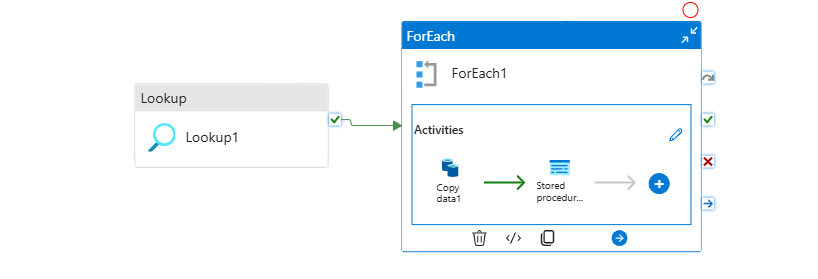 Lookup
Lookup1
ForEach
ForEach1
Activities
Copy
data1
Stored
procedur...